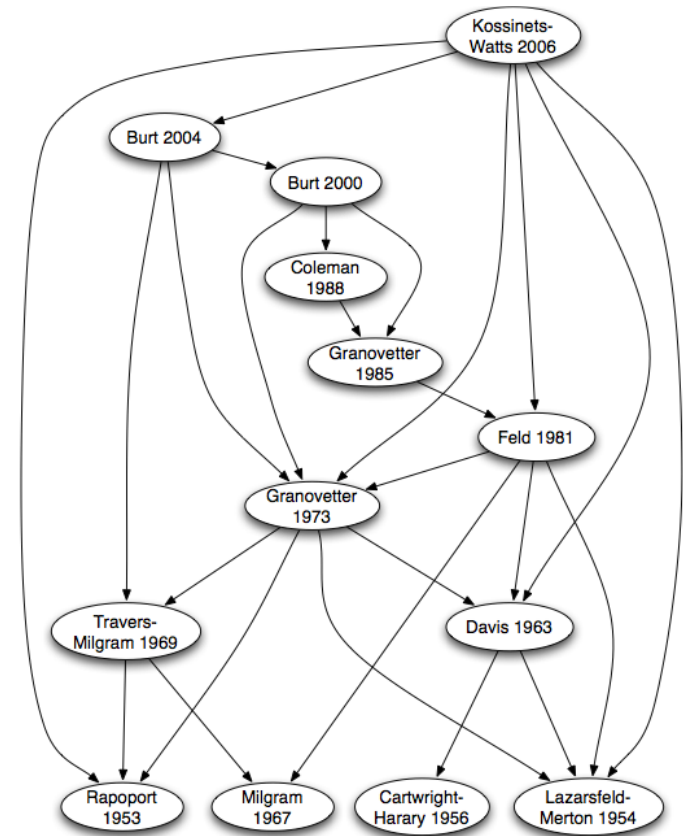 Kossinets-
Watts 2006
Burt 2004
Burt 2000
Coleman
1988
Granovetter
1985
Feld 1981
Granovetter
1973
Travers-
Milgram 1969
Davis 1963
Rapoport
1953
Milgram
1967
Cartwright-
Harary 1956
Lazarsfeld-
Merton 1954